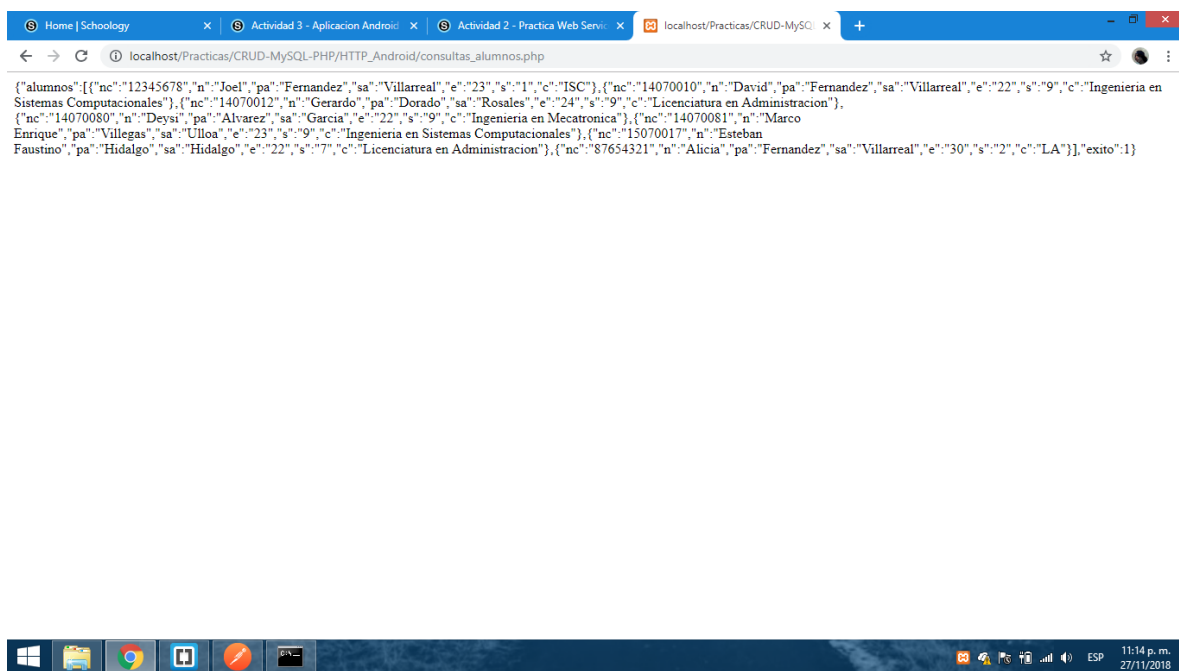 Home | Schoology
Actividad 3 - Aplicacion Android
Actividad 2 - Practica Web Servic
localhost/Practicas/CRUD-MySQL
localhost/Practicas/CRUD-MySQL-PHP/HTTP_Android/consultas_alumnos.php
{"alumnos":[{"nc":"12345678","n":"Joel","pa":"Fernandez","sa":"Villarreal","e":"23","s":"1","c":"ISC"},{"nc":"14070010","n":"David","pa":"Fernandez","sa":"Villarreal","e":"22","s":"9","c":"Ingenieria en
Sistemas Computacionales"},{"nc":"14070012","n":"Gerardo","pa":"Dorado","sa":"Rosales","e":"24","s":"9","c":"Licenciatura en Administracion"},
{"nc":"14070080","n":"Deysi","pa":"Alvarez","sa":"Garcia","e":"22","s":"9","c":"Ingenieria en Mecatronica"},{"nc":"14070081","n":"Marco
Enrique","pa":"Villegas","sa":"Ulloa","e":"23","s":"9","c":"Ingenieria en Sistemas Computacionales"},{"nc":"15070017","n":"Esteban
Faustino","pa":"Hidalgo","sa":"Hidalgo","e":"22","s":"7","c":"Licenciatura en Administracion"},{"nc":"87654321","n":"Alicia","pa":"Fernandez","sa":"Villarreal","e":"30","s":"2","c":"LA"}],"exito":1}
ESP
11:14 p. m.
27/11/2018